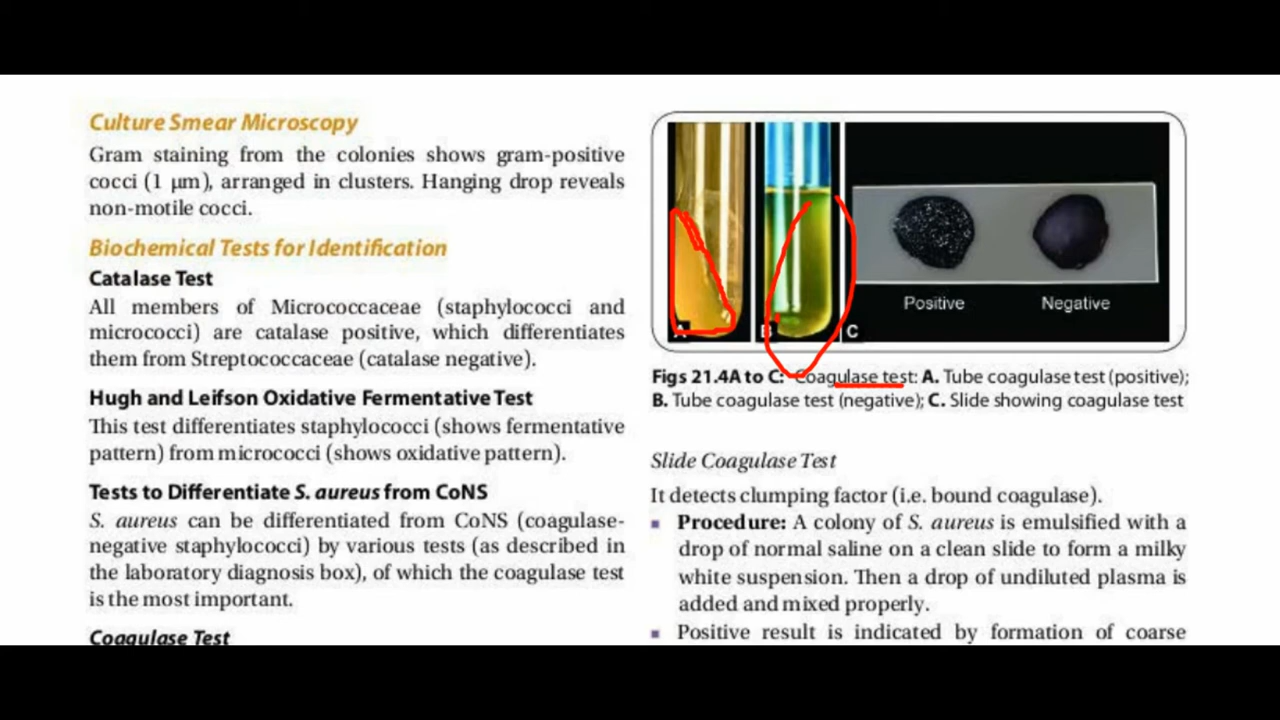 Culture Smear Microscopy
Gram staining from the colonies shows gram-positive
cocci (1 µm), arranged in clusters. Hanging drop reveals
non-motile cocci.
Biochemical Tests for Identification
Catalase Test
All members of Micrococcaceae (staphylococci and
micrococci) are catalase positive, which differentiates
them from Streptococcaceae (catalase negative).
Hugh and Leifson Oxidative Fermentative Test
This test differentiates staphylococci (shows fermentative
pattern) from micrococci (shows oxidative pattern).
Tests to Differentiate S. aureus from CoNS
S. aureus can be differentiated from CoNS (coagulase-
negative staphylococci) by various tests (as described in
the laboratory diagnosis box), of which the coagulase test
is the most important.
Coagulase Test
A
B
C
Positive
Negative
Figs 21.4A to C: Coagulase test: A. Tube coagulase test (positive);
B. Tube coagulase test (negative); C. Slide showing coagulase test
Slide Coagulase Test
It detects clumping factor (i.e. bound coagulase).
▪ Procedure: A colony of S. aureus is emulsified with a
drop of normal saline on a clean slide to form a milky
white suspension. Then a drop of undiluted plasma is
added and mixed properly.
▪ Positive result is indicated by formation of coarse